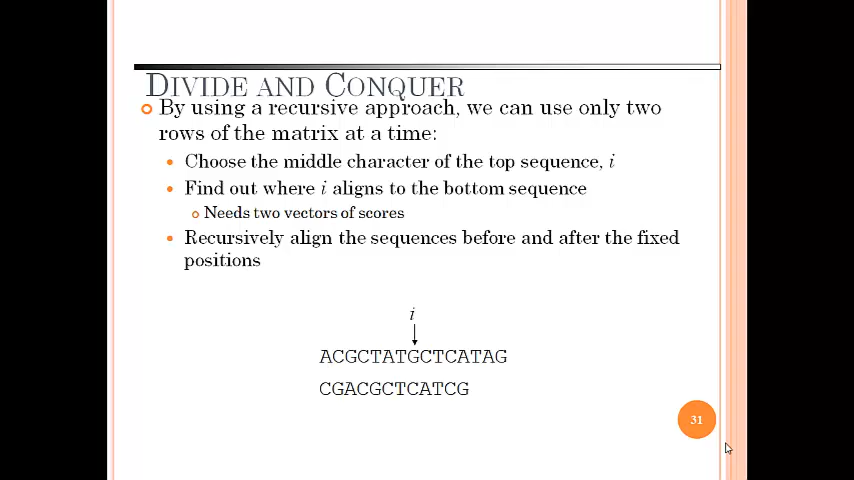 DIVIDE AND CONQUER
By using a recursive approach, we can use only two
rows of the matrix at a time:
Choose the middle character of the top sequence, i
Find out where i aligns to the bottom sequence
Needs two vectors of scores
Recursively align the sequences before and after the fixed
positions
i
ACGCTATGCTCATAG
CGACGCTCATCG
31